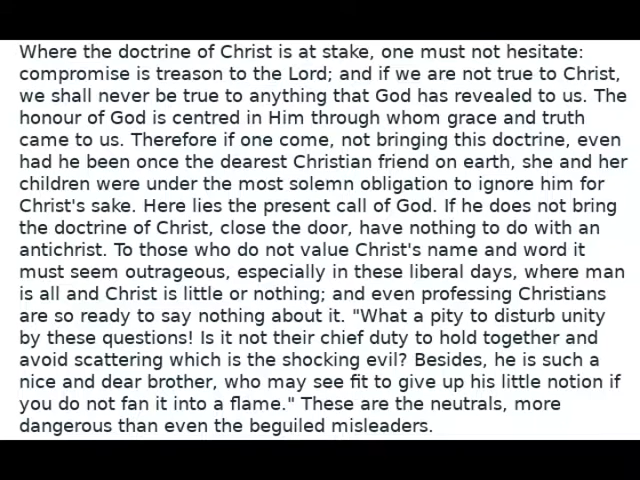 Where the doctrine of Christ is at stake, one must not hesitate:
compromise is treason to the Lord; and if we are not true to Christ,
we shall never be true to anything that God has revealed to us. The
honour of God is centred in Him through whom grace and truth
came to us. Therefore if one come, not bringing this doctrine, even
had he been once the dearest Christian friend on earth, she and her
children were under the most solemn obligation to ignore him for
Christ's sake. Here lies the present call of God. If he does not bring
the doctrine of Christ, close the door, have nothing to do with an
antichrist. To those who do not value Christ's name and word it
must seem outrageous, especially in these liberal days, where man
is all and Christ is little or nothing; and even professing Christians
are so ready to say nothing about it. "What a pity to disturb unity
by these questions! Is it not their chief duty to hold together and
avoid scattering which is the shocking evil? Besides, he is such a
nice and dear brother, who may see fit to give up his little notion if
you do not fan it into a flame." These are the neutrals, more
dangerous than even the beguiled misleaders.